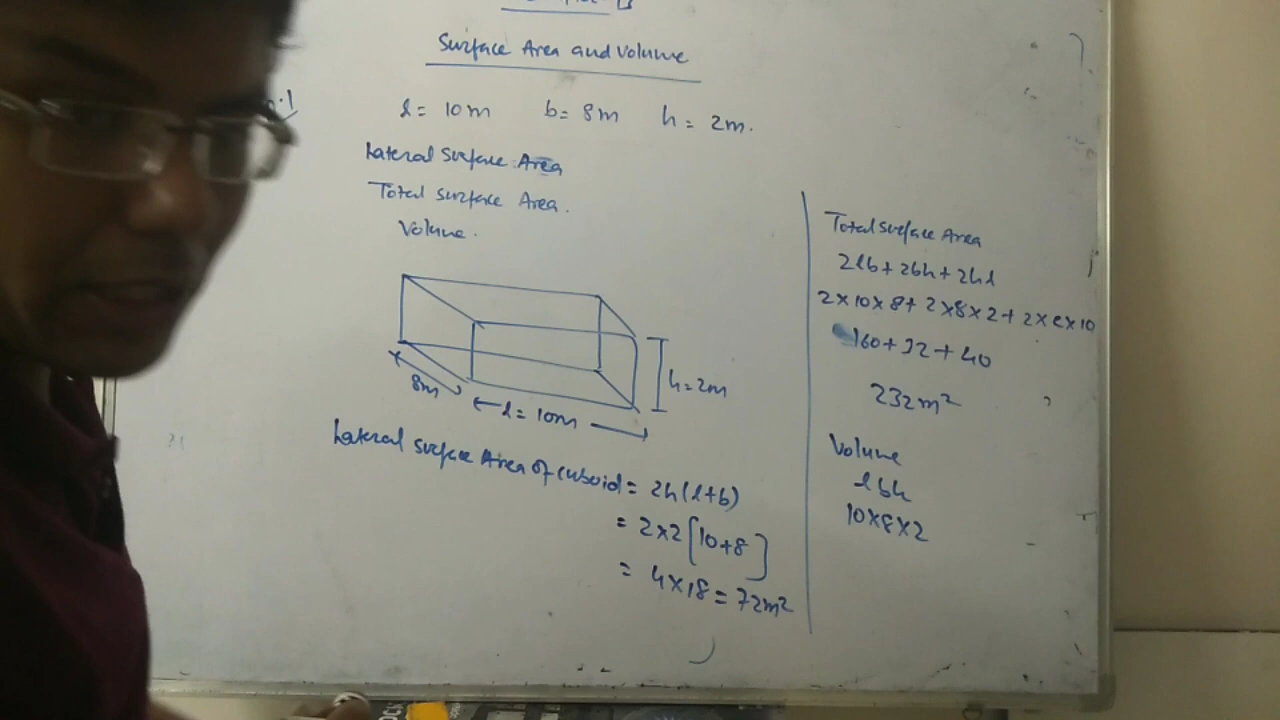 Surface Area and Volume
l = 10m b = 8m h = 2m.
Lateral Surface Area
Total surface Area.
Volume.
8m
l = 10m
h = 2m
Lateral surface Area of cuboid = 2h(l+b)
= 2×2[10+8]
= 4×18 = 72m²
Total surface Area
2lb + 2bh + 2hl
2×10×8 + 2×8×2 + 2×2×10
160 + 32 + 40
232m²
Volume
lbh
10×8×2